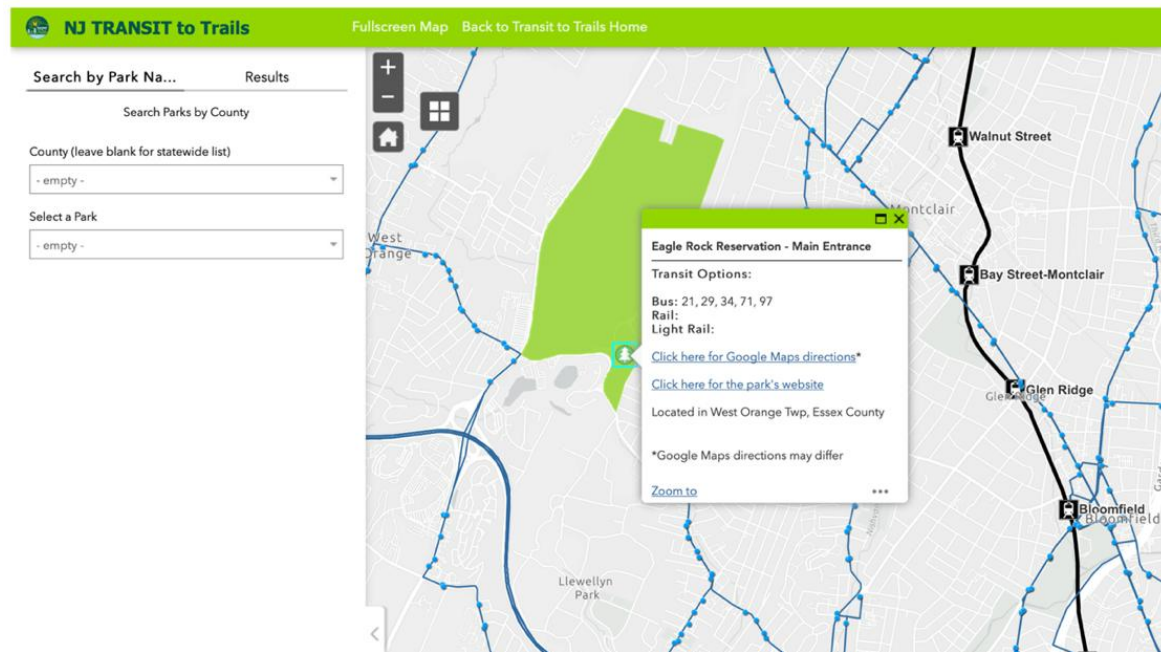 NJ TRANSIT to Trails
Fullscreen Map Back to Transit to Trails Home
Search by Park Na...
Results
Search Parks by County
County (leave blank for statewide list)
- empty -
Select a Park
- empty -
+
−
Walnut Street
Montclair
West
Orange
Bay Street-Montclair
Eagle Rock Reservation - Main Entrance
Transit Options:
Bus: 21, 29, 34, 71, 97
Rail:
Light Rail:
Click here for Google Maps directions*
Click here for the park's website
Located in West Orange Twp, Essex County
*Google Maps directions may differ
Zoom to
•••
Glen Ridge
Glen Ridge
Bloomfield
Bloomfield
Llewellyn
Park